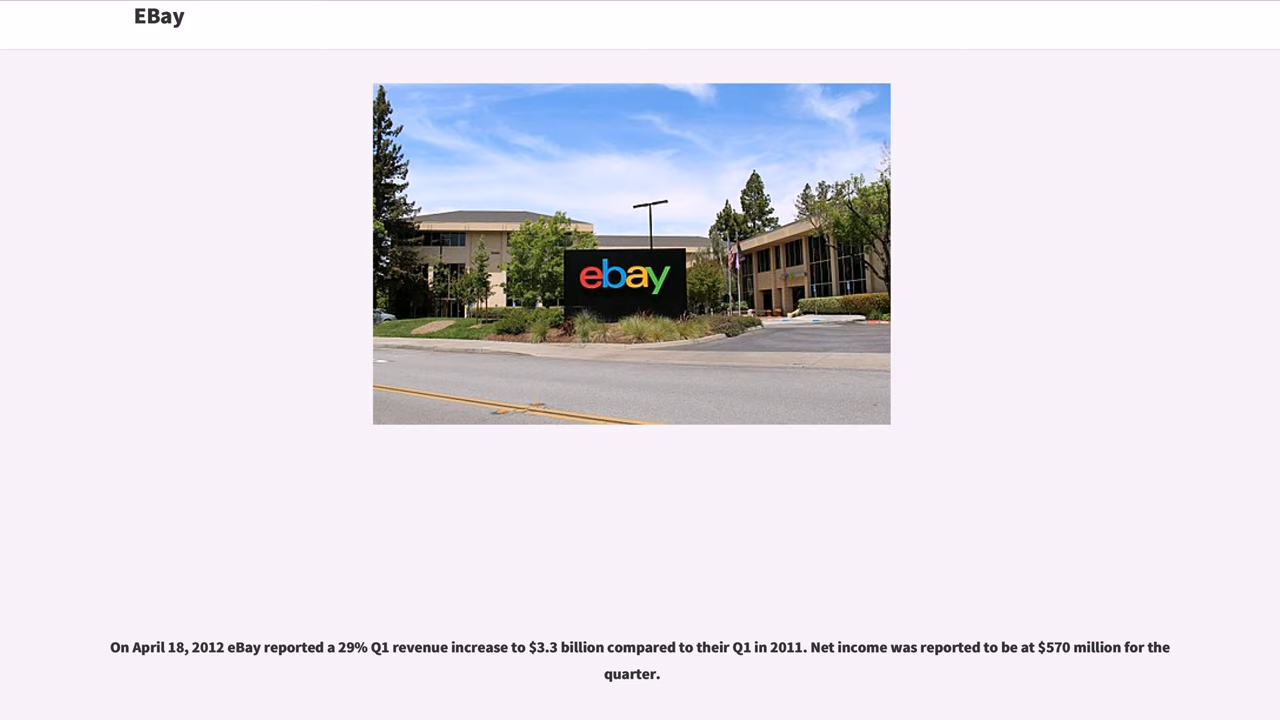 EBay
ebay
On April 18, 2012 eBay reported a 29% Q1 revenue increase to $3.3 billion compared to their Q1 in 2011. Net income was reported to be at $570 million for the
quarter.